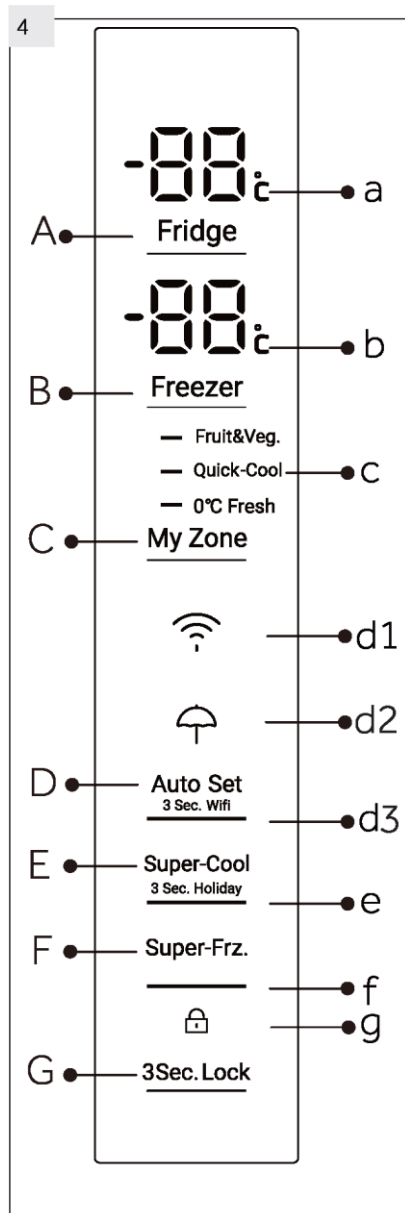 4
-88°c a
A Fridge
-88°c b
B Freezer
Fruit&Veg.
Quick-Cool c
0°C Fresh
C My Zone
d1
d2
D Auto Set
3 Sec. Wifi
d3
E Super-Cool
3 Sec. Holiday
e
F Super-Frz.
f
g
G 3Sec. Lock